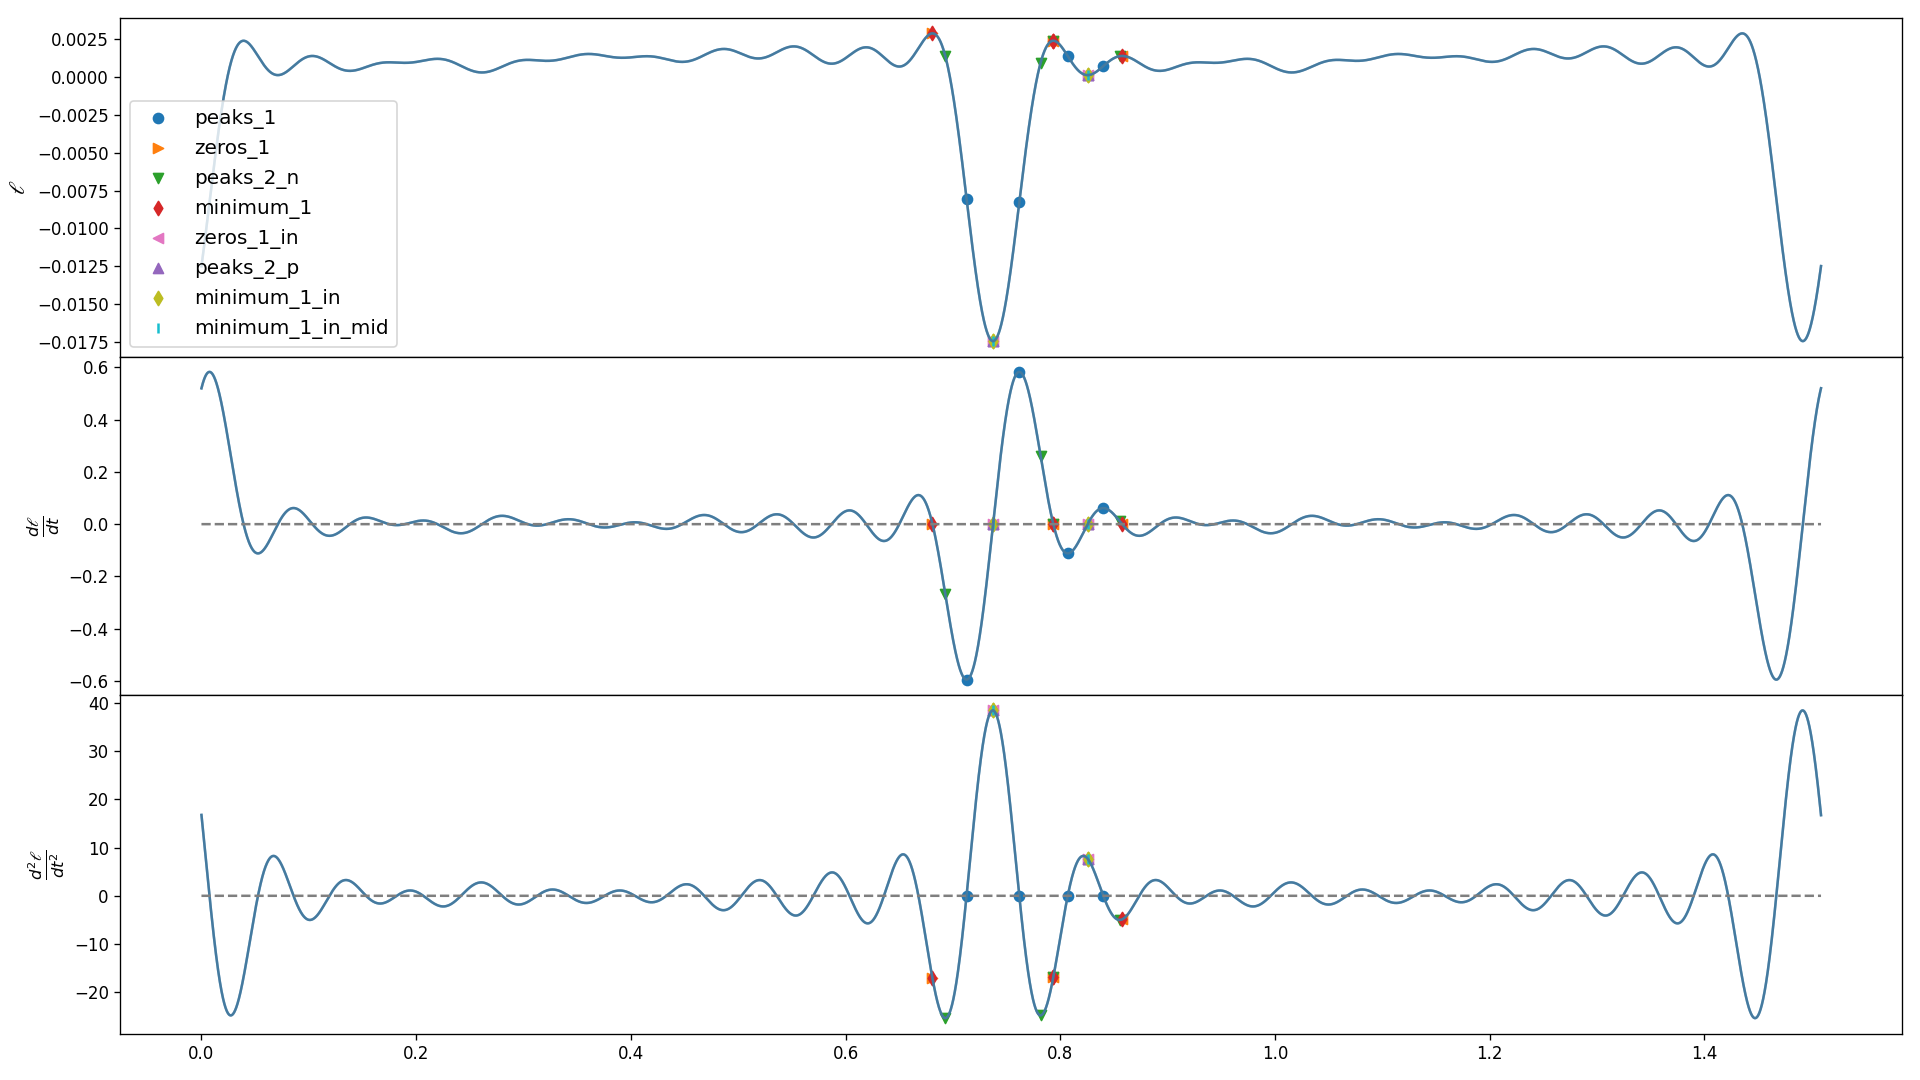 0.0025
0.0000
−0.0025
−0.0050
−0.0075
−0.0100
−0.0125
−0.0150
−0.0175
ℓ
peaks_1
zeros_1
peaks_2_n
minimum_1
zeros_1_in
peaks_2_p
minimum_1_in
minimum_1_in_mid
0.6
0.4
0.2
0.0
−0.2
−0.4
−0.6
dℓ/dt
40
30
20
10
0
−10
−20
d²ℓ/dt²
0.0 0.2 0.4 0.6 0.8 1.0 1.2 1.4